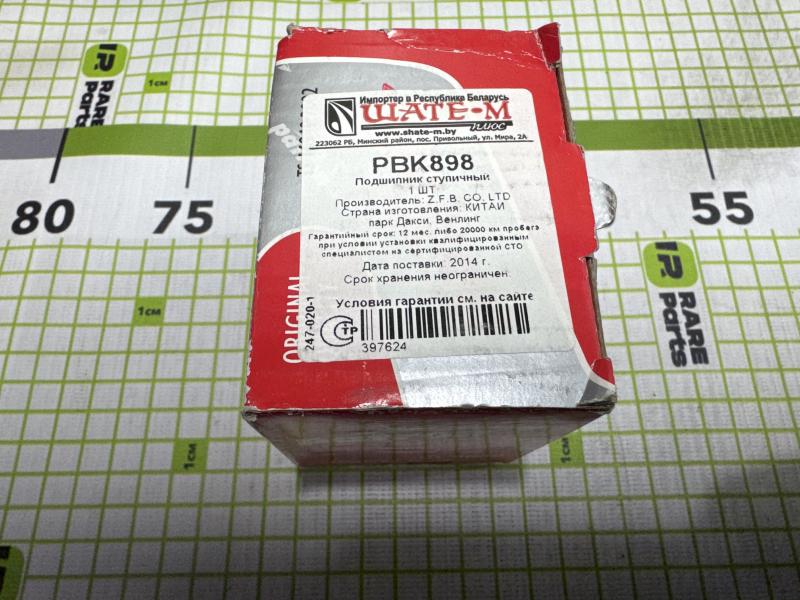 RARE
Parts
1см
80
75
55
Импортер в Республике Беларусь
ШАТЕ-М
плюс
www.shate-m.by
223062 РБ, Минский район, пос. Привольный, ул. Мира, 2А
PBK898
Подшипник ступичный
1 ШТ
Производитель: Z.F.B. CO. LTD
Страна изготовления: КИТАЙ
парк Дакси, Венлинг
Гарантийный срок: 12 мес. либо 20000 км пробега
при условии установки квалифицированным
специалистом на сертифицированной СТО
Дата поставки: 2014 г.
Срок хранения неограничен.
Условия гарантии см. на сайте
ТР
397624
247-020-1
ORIGINAL
RARE
Parts
1см
1см
1см